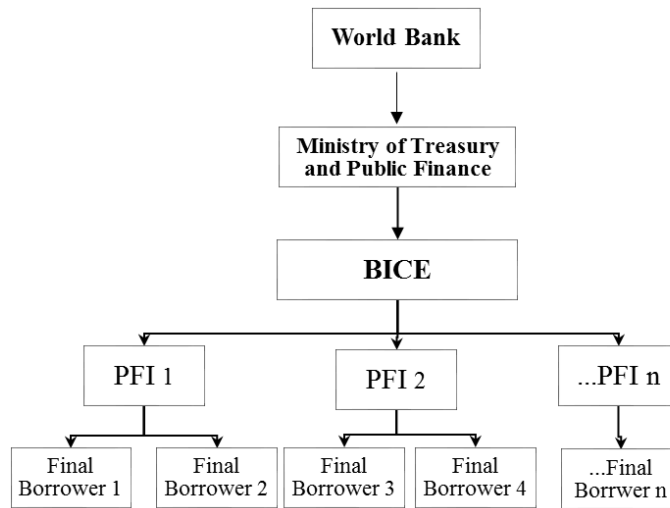 World Bank
Ministry of Treasury
and Public Finance
BICE
PFI 1
PFI 2
...PFI n
Final
Borrower 1
Final
Borrower 2
Final
Borrower 3
Final
Borrower 4
...Final
Borrwer n